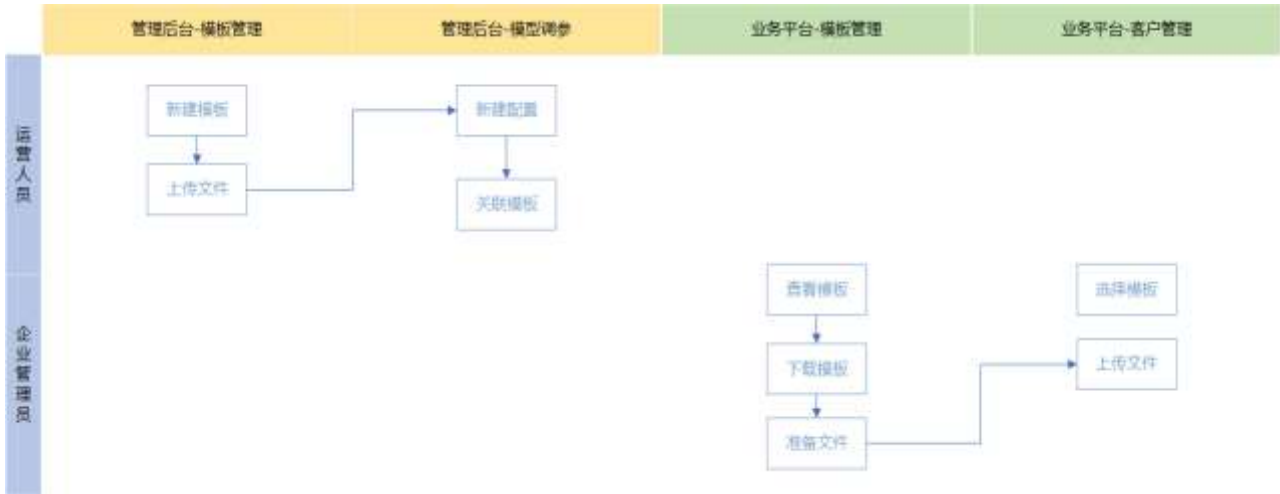 管理后台-模板管理
管理后台-模型调参
业务平台-模板管理
业务平台-客户管理
运营人员
新建模板
新建配置
上传文件
关联模板
企业管理员
查看模板
选择模板
下载模板
上传文件
准备文件